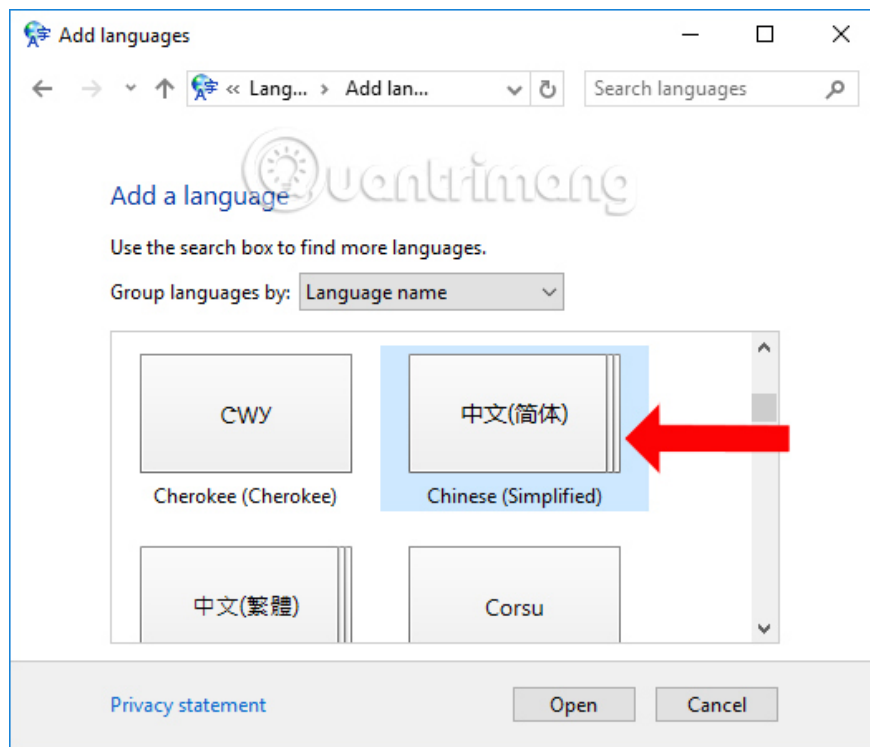 Add languages
« Lang... › Add lan...
Search languages
Quantrimang
Add a language
Use the search box to find more languages.
Group languages by: Language name
ᏣᎳᎩ
中文(简体)
Cherokee (Cherokee)
Chinese (Simplified)
中文(繁體)
Corsu
Privacy statement
Open
Cancel